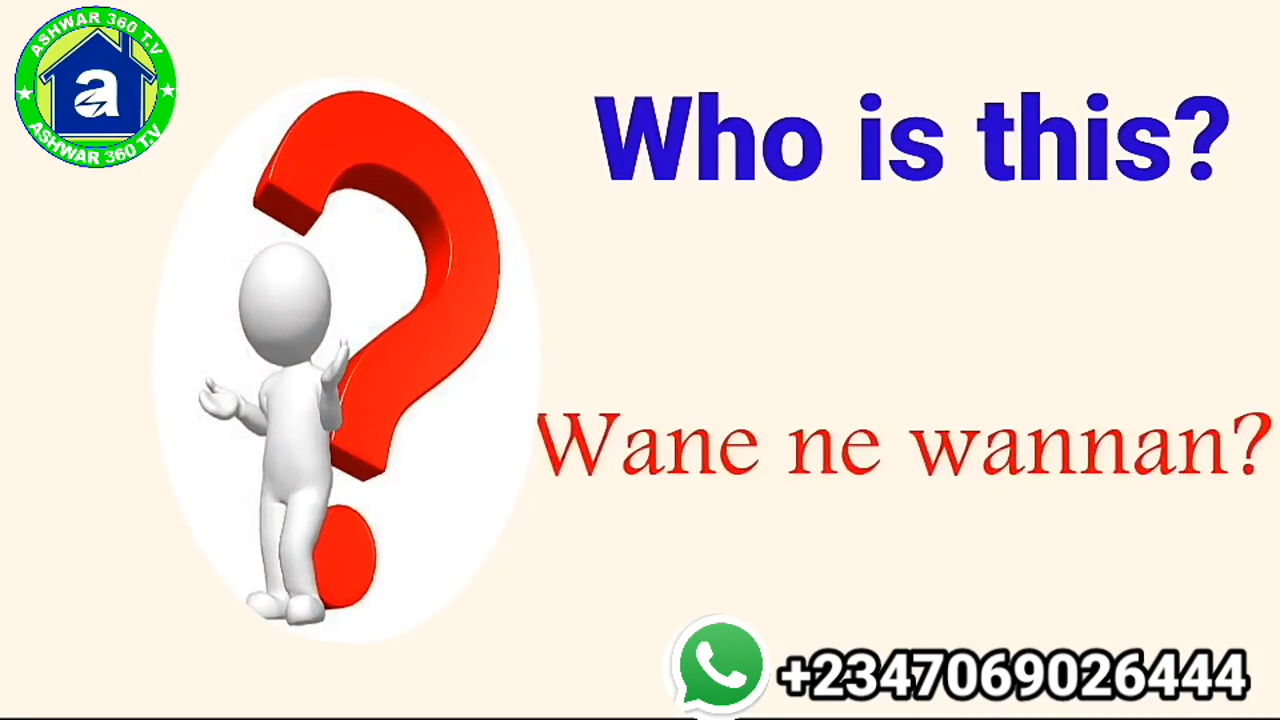 ASHWAR 360 T.V
a
ASHWAR 360 T.V
Who is this?
Wane ne wannan?
+2347069026444